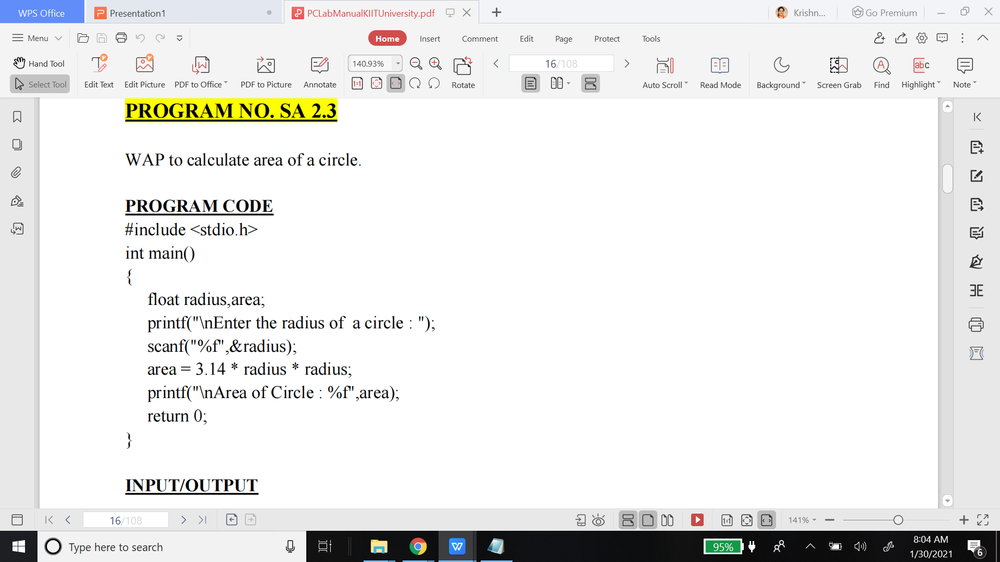 WPS Office
Presentation1
PCLabManualKIITUniversity.pdf
Krishn...
Go Premium
Menu
Home
Insert
Comment
Edit
Page
Protect
Tools
Hand Tool
Select Tool
Edit Text
Edit Picture
PDF to Office
PDF to Picture
Annotate
140.93%
1:1
Rotate
16/108
Auto Scroll
Read Mode
Background
Screen Grab
Find
abc
Highlight
Note
PROGRAM NO. SA 2.3
WAP to calculate area of a circle.
PROGRAM CODE
#include <stdio.h>
int main()
{
float radius,area;
printf("\nEnter the radius of  a circle : ");
scanf("%f",&radius);
area = 3.14 * radius * radius;
printf("\nArea of Circle : %f",area);
return 0;
}
INPUT/OUTPUT
16/108
1:1
141%
Type here to search
95%
8:04 AM
1/30/2021
6